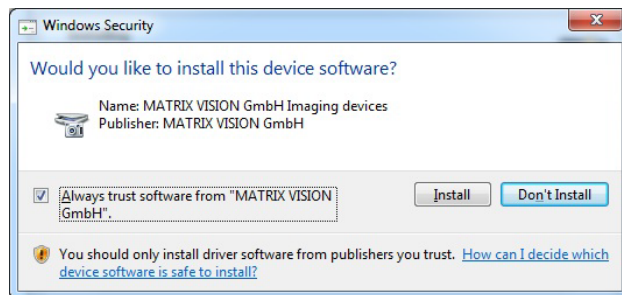 Windows Security
Would you like to install this device software?
Name: MATRIX VISION GmbH Imaging devices
Publisher: MATRIX VISION GmbH
Always trust software from "MATRIX VISION
GmbH".
Install
Don't Install
You should only install driver software from publishers you trust. How can I decide which
device software is safe to install?